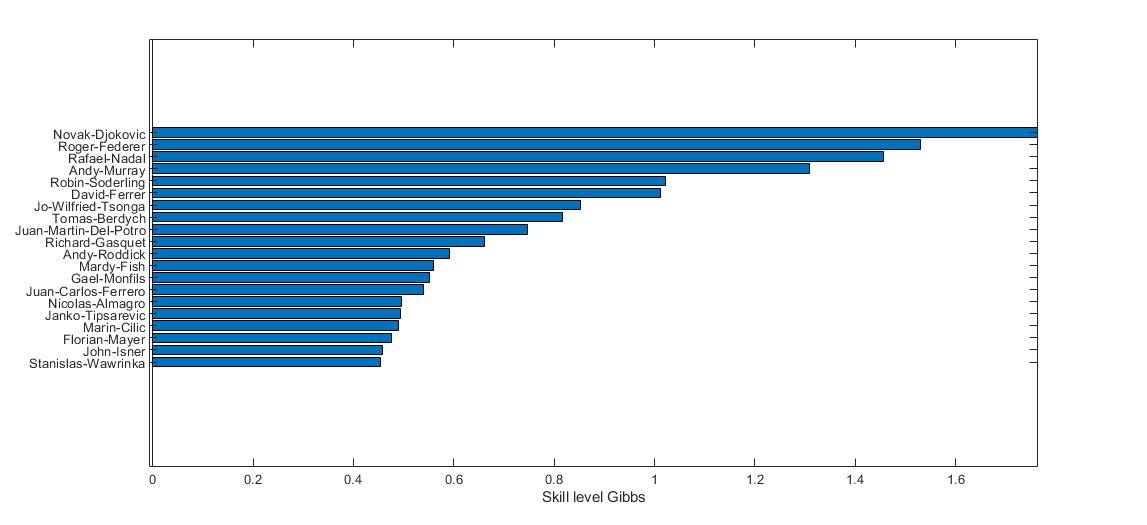 Novak-Djokovic
Roger-Federer
Rafael-Nadal
Andy-Murray
Robin-Soderling
David-Ferrer
Jo-Wilfried-Tsonga
Tomas-Berdych
Juan-Martin-Del-Potro
Richard-Gasquet
Andy-Roddick
Mardy-Fish
Gael-Monfils
Juan-Carlos-Ferrero
Nicolas-Almagro
Janko-Tipsarevic
Marin-Cilic
Florian-Mayer
John-Isner
Stanislas-Wawrinka
0 0.2 0.4 0.6 0.8 1 1.2 1.4 1.6
Skill level Gibbs